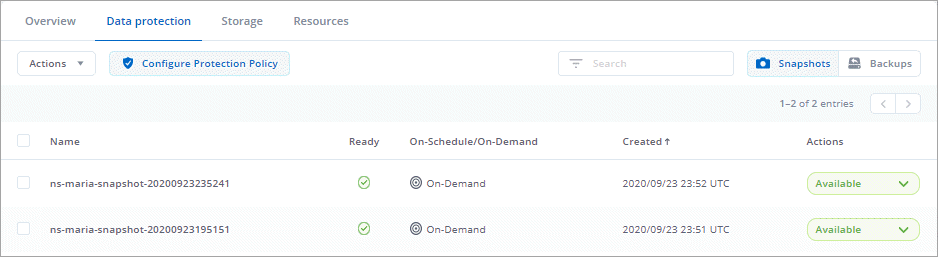 Overview Data protection Storage Resources
Actions Configure Protection Policy Search Snapshots Backups
1–2 of 2 entries
Name Ready On-Schedule/On-Demand Created ↑ Actions
ns-maria-snapshot-20200923235241 On-Demand 2020/09/23 23:52 UTC Available
ns-maria-snapshot-20200923195151 On-Demand 2020/09/23 23:51 UTC Available